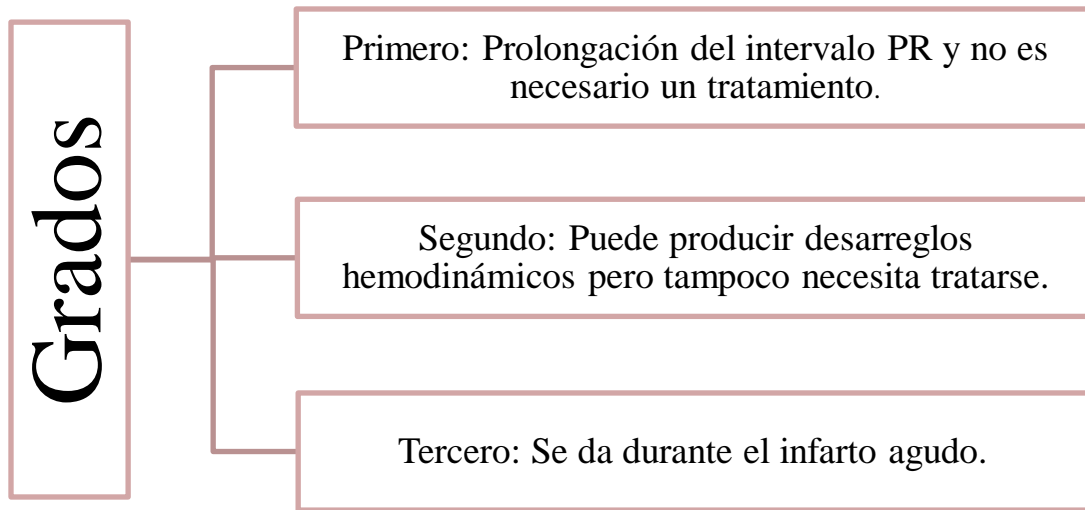 Grados
Primero: Prolongación del intervalo PR y no es
necesario un tratamiento.
Segundo: Puede producir desarreglos
hemodinámicos pero tampoco necesita tratarse.
Tercero: Se da durante el infarto agudo.